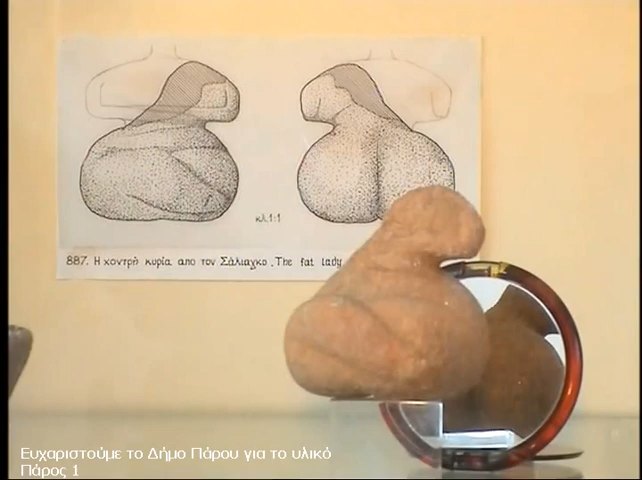 κλ.1:1
887. Η χοντρή κυρία απο τον Σάλιαγκο. The fat lady
Ευχαριστούμε το Δήμο Πάρου για το υλικό
Πάρος 1